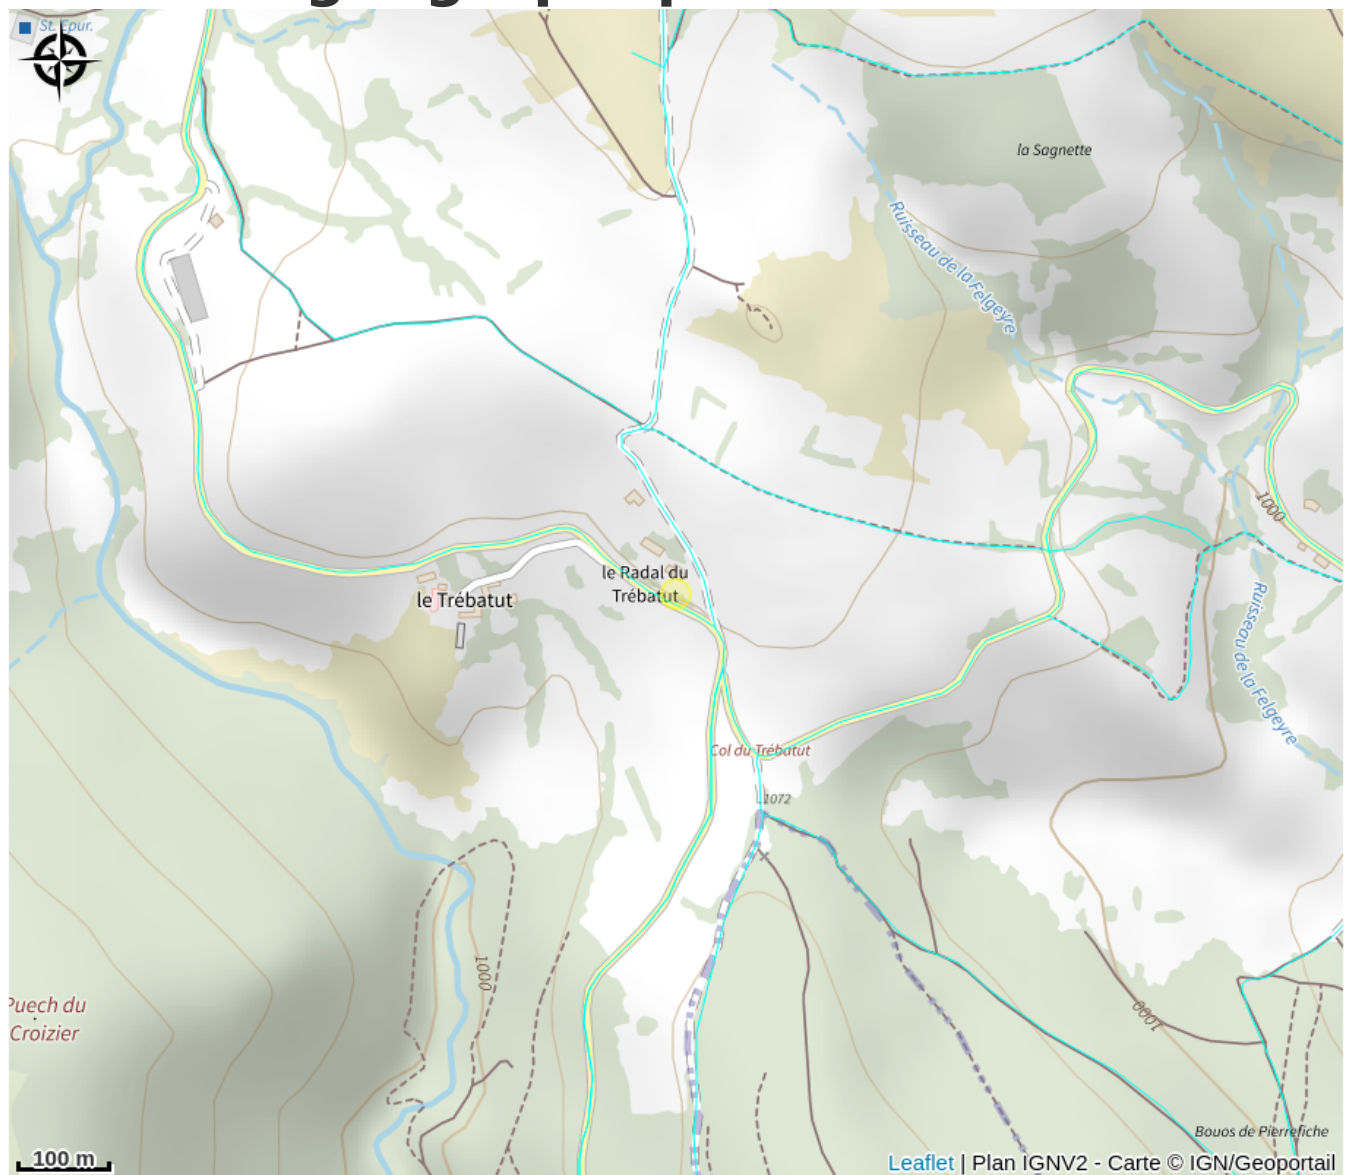 St. Epur.
la Sagnette
Ruisseau de la Felgeyre
1000
le Radal du
Trébatut
le Trébatut
Ruisseau de la Felgeyre
Col du Trébatut
1072
1000
Puech du
Croizier
1000
Bouos de Pierrefiche
100 m
Leaflet | Plan IGNV2 - Carte © IGN/Geoportail